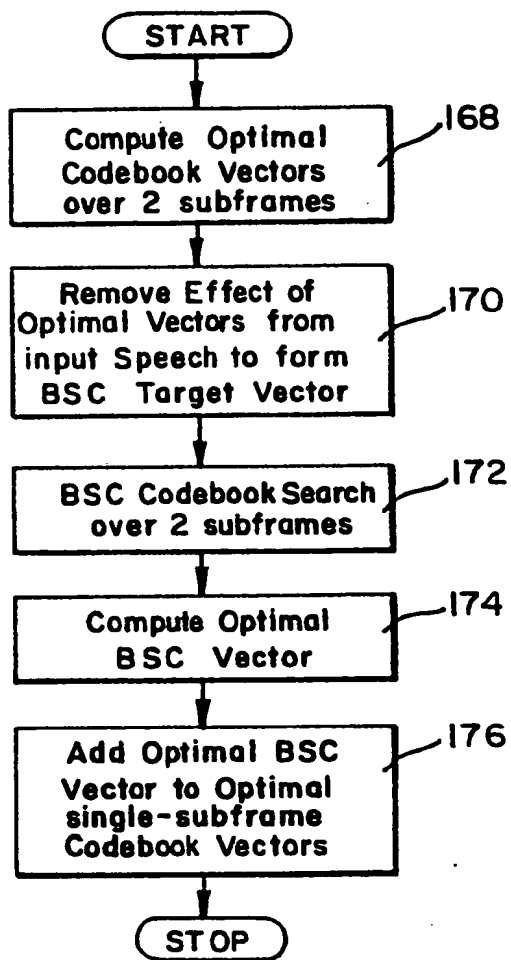 START
Compute Optimal
Codebook Vectors
over 2 subframes
168
Remove Effect of
Optimal Vectors from
input Speech to form
BSC Target Vector
170
BSC Codebook Search
over 2 subframes
172
Compute Optimal
BSC Vector
174
Add Optimal BSC
Vector to Optimal
single-subframe
Codebook Vectors
176
STOP